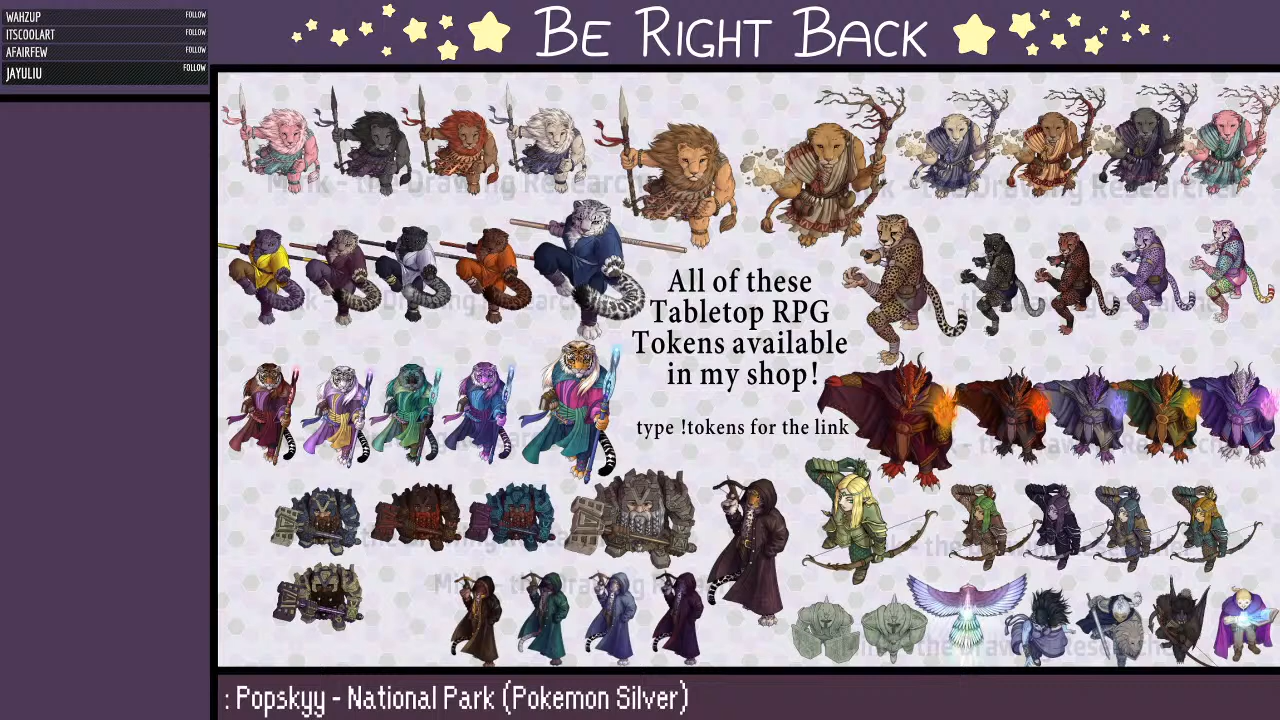 WAHZUP FOLLOW
ITSCOOLART FOLLOW
AFAIRFEW FOLLOW
JAYULIU FOLLOW
BE RIGHT BACK
All of these
Tabletop RPG
Tokens available
in my shop!
type !tokens for the link
: Popskyy - National Park (Pokemon Silver)